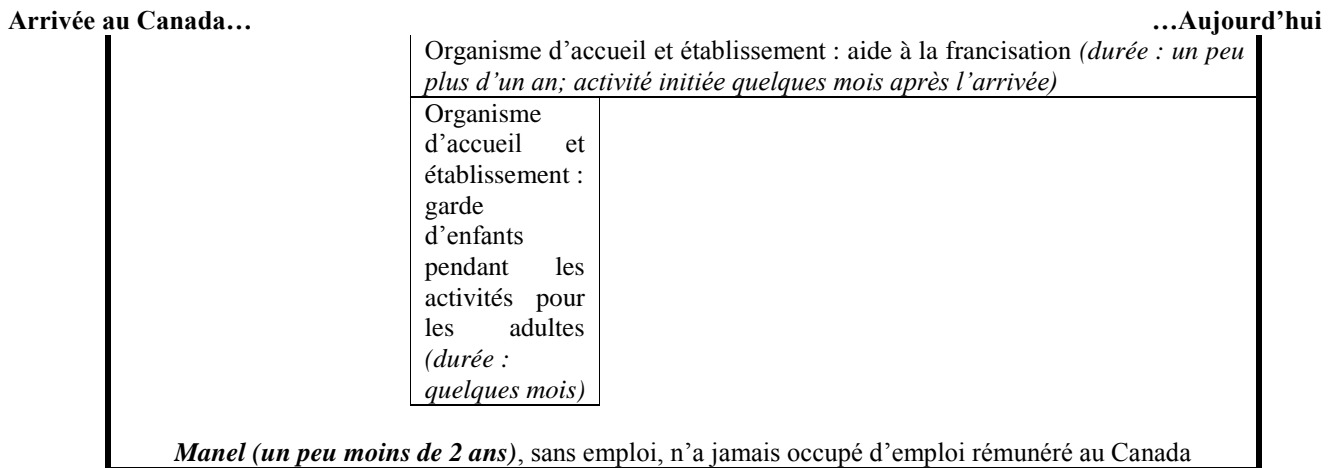 Arrivée au Canada… …Aujourd’hui
Organisme d’accueil et établissement : aide à la francisation (durée : un peu
plus d’un an; activité initiée quelques mois après l’arrivée)
Organisme
d’accueil et
établissement :
garde
d’enfants
pendant les
activités pour
les adultes
(durée :
quelques mois)
Manel (un peu moins de 2 ans), sans emploi, n’a jamais occupé d’emploi rémunéré au Canada